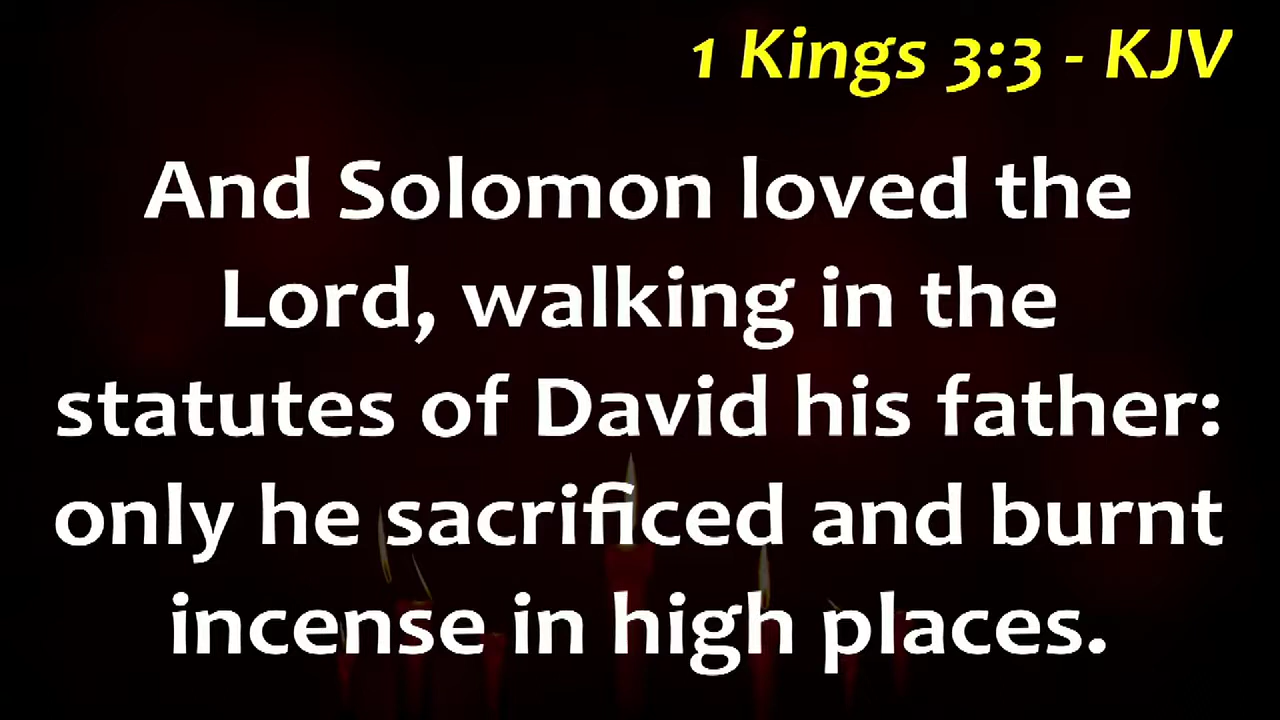 1 Kings 3:3 - KJV
And Solomon loved the
Lord, walking in the
statutes of David his father:
only he sacrificed and burnt
incense in high places.